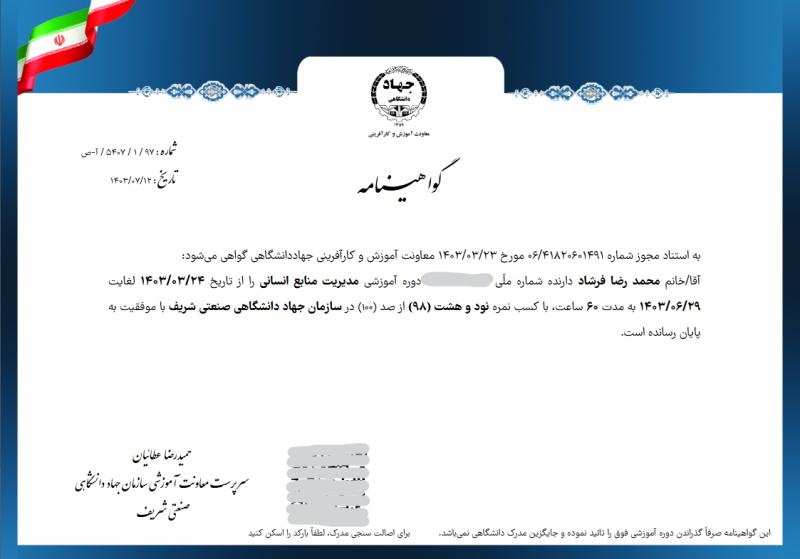 جهاد
دانشگاهی
۱۳۵۹
معاونت آموزش و کارآفرینی
شماره: ۹۷ / ۱ / ۵۴۰۷ / آ-ص
تاریخ: ۱۴۰۳/۰۷/۱۲
گواهینامه
به استناد مجوز شماره ۰۶/۴۱۸۲۰۶۰۱۴۹۱ مورخ ۱۴۰۳/۰۳/۲۳ معاونت آموزش و کارآفرینی جهاددانشگاهی گواهی می‌شود:
آقا/خانم محمد رضا فرشاد دارنده شماره ملّی دوره آموزشی مدیریت منابع انسانی را از تاریخ ۱۴۰۳/۰۳/۲۴ لغایت
۱۴۰۳/۰۶/۲۹ به مدت ۶۰ ساعت، با کسب نمره نود و هشت (۹۸) از صد (۱۰۰) در سازمان جهاد دانشگاهی صنعتی شریف با موفقیت به
پایان رسانده است.
حمیدرضا عطائیان
سرپرست معاونت آموزشی سازمان جهاد دانشگاهی
صنعتی شریف
این گواهینامه صرفاً گذراندن دوره آموزشی فوق را تائید نموده و جایگزین مدرک دانشگاهی نمی‌باشد.
برای اصالت سنجی مدرک، لطفاً بارکد را اسکن کنید